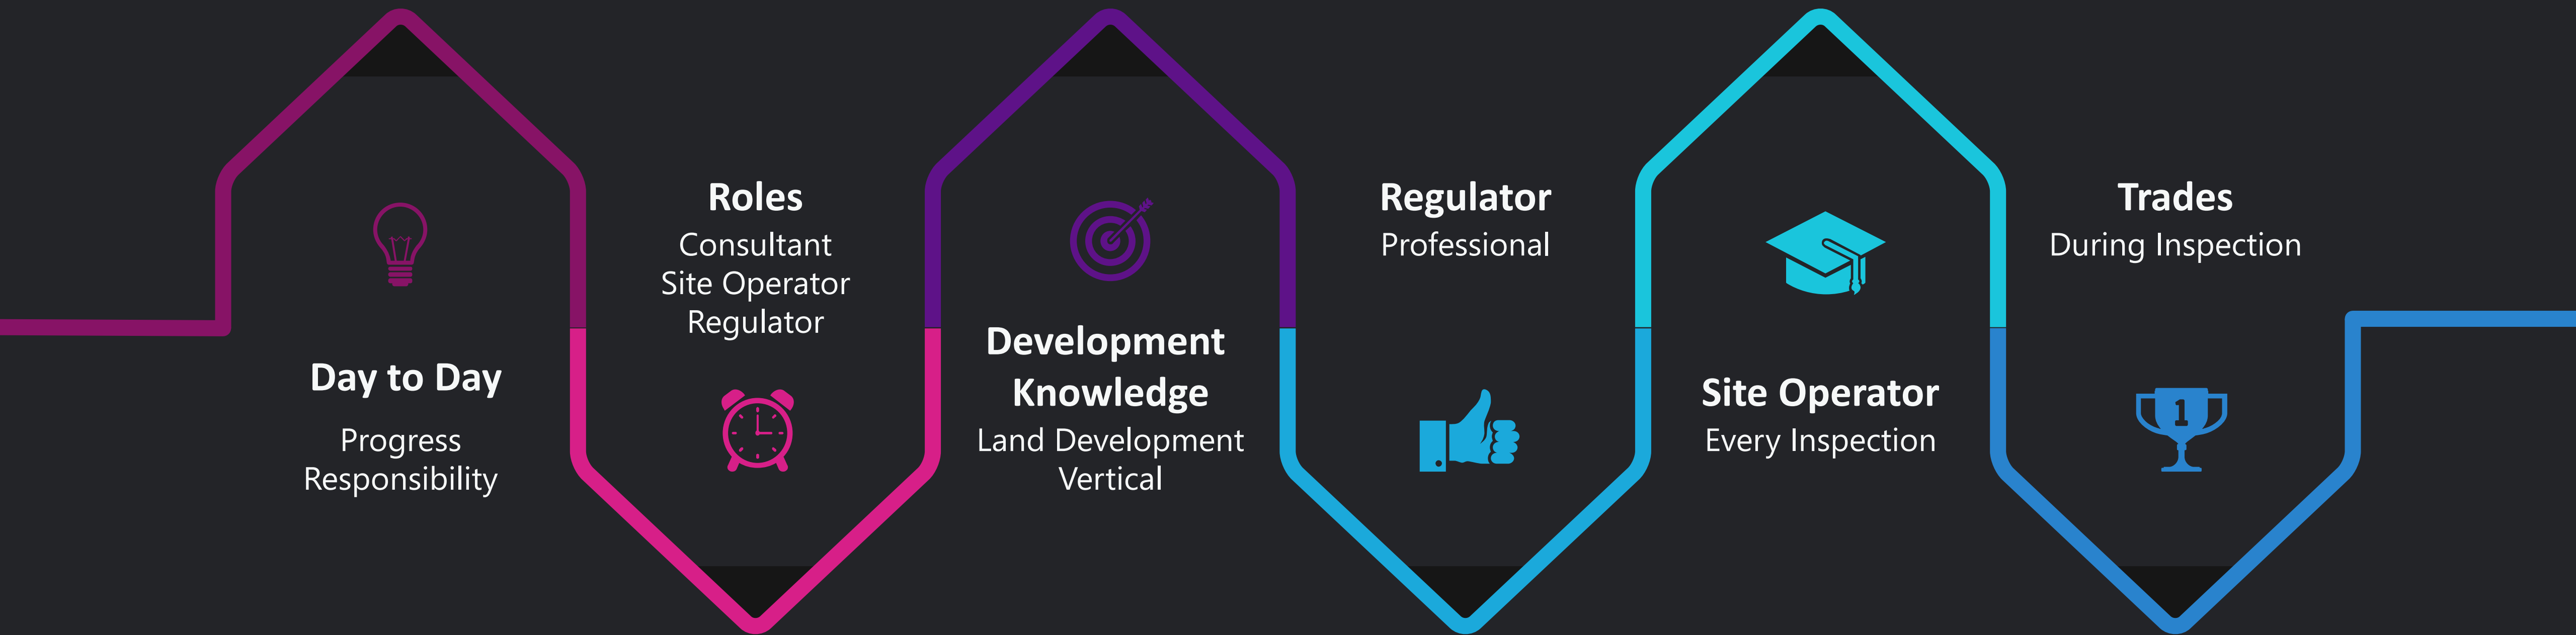 Day to Day
Progress
Responsibility
Roles
Consultant
Site Operator
Regulator
Development
Knowledge
Land Development
Vertical
Regulator
Professional
Site Operator
Every Inspection
Trades
During Inspection
1